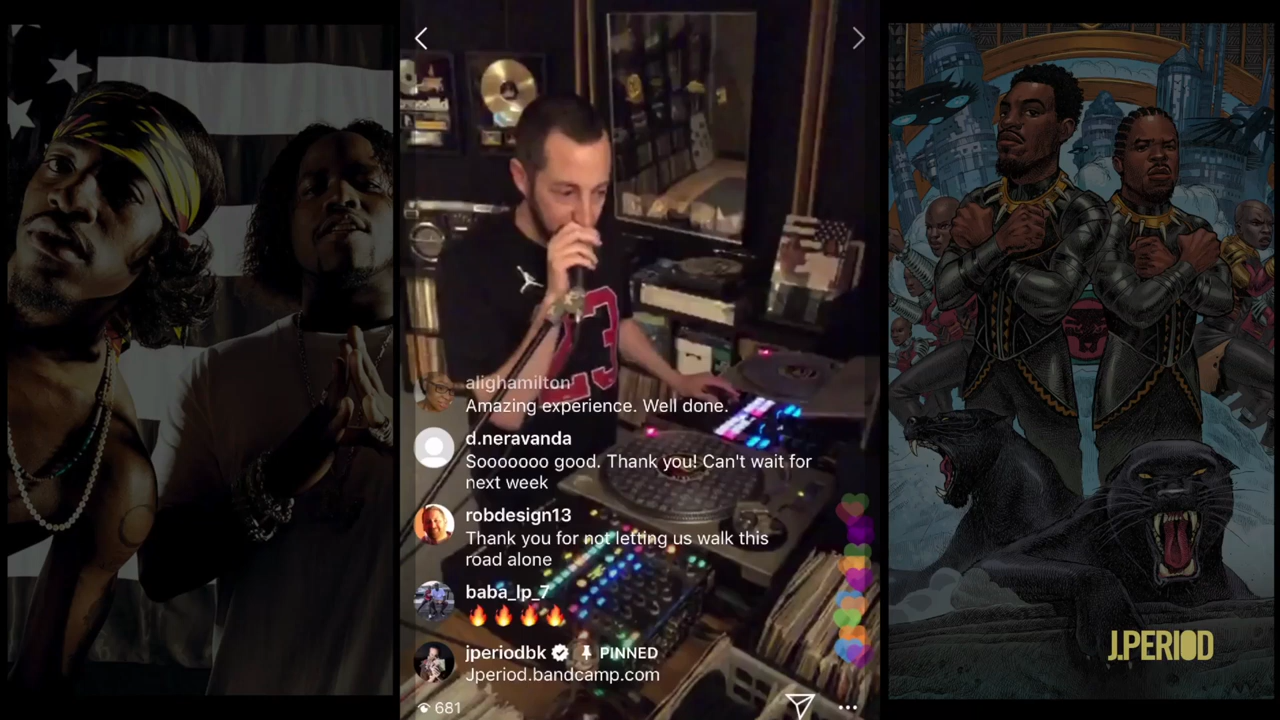 alighamilton
Amazing experience. Well done.
d.neravanda
Sooooooo good. Thank you! Can't wait for
next week
robdesign13
Thank you for not letting us walk this
road alone
baba_lp_7
jperiodbk PINNED
Jperiod.bandcamp.com
681
23
J.PERIOD